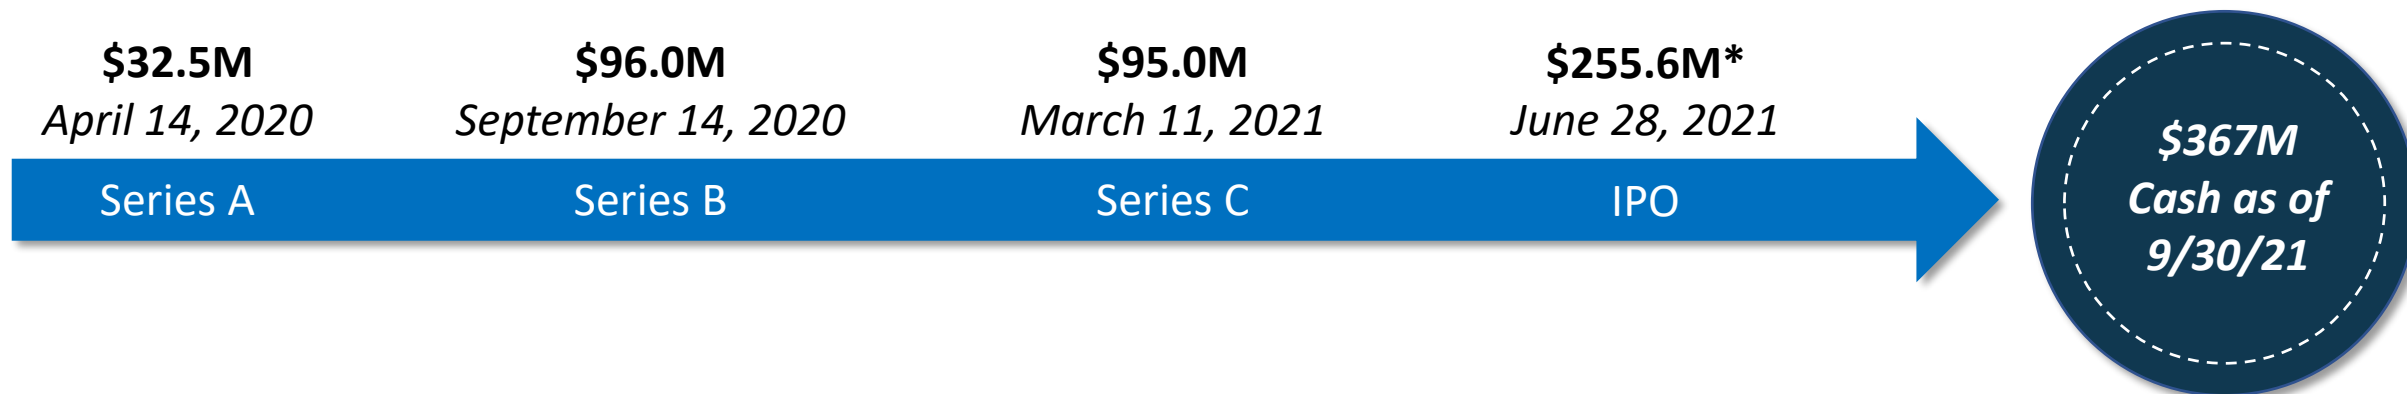 $32.5M
April 14, 2020
Series A
$96.0M
September 14, 2020
Series B
$95.0M
March 11, 2021
Series C
$255.6M*
June 28, 2021
IPO
$367M
Cash as of
9/30/21